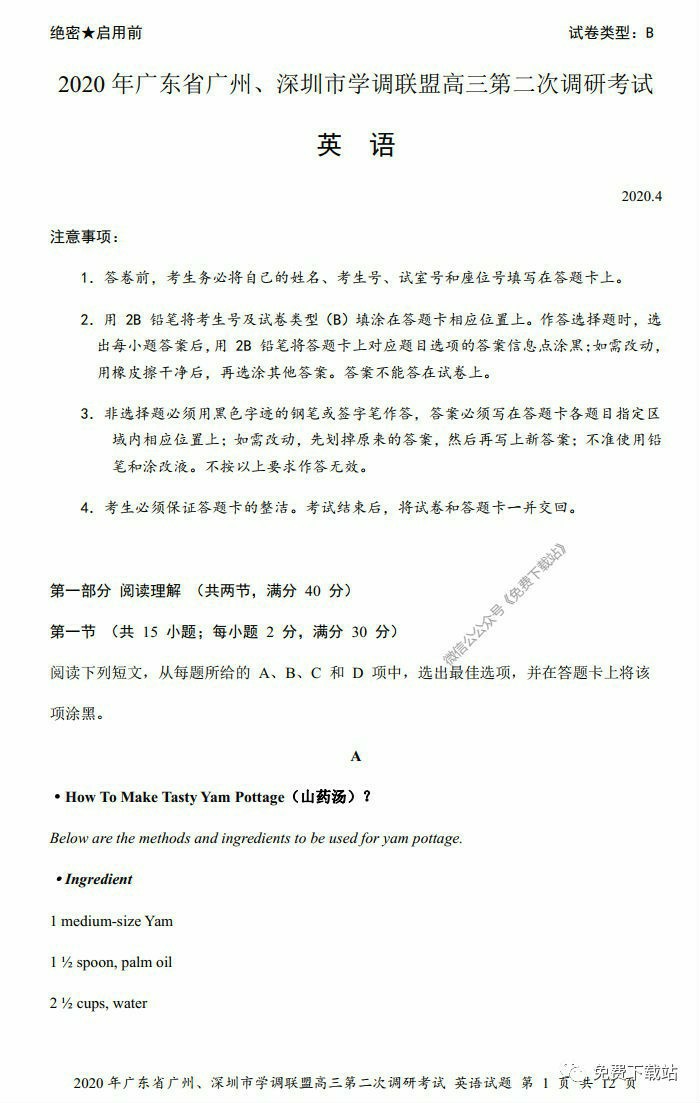 绝密★启用前 试卷类型：B
2020 年广东省广州、深圳市学调联盟高三第二次调研考试
英 语
2020.4
注意事项：
1. 答卷前，考生务必将自己的姓名、考生号、试室号和座位号填写在答题卡上。
2. 用 2B 铅笔将考生号及试卷类型（B）填涂在答题卡相应位置上。作答选择题时，选
出每小题答案后，用 2B 铅笔将答题卡上对应题目选项的答案信息点涂黑；如需改动，
用橡皮擦干净后，再选涂其他答案。答案不能答在试卷上。
3. 非选择题必须用黑色字迹的钢笔或签字笔作答，答案必须写在答题卡各题目指定区
域内相应位置上；如需改动，先划掉原来的答案，然后再写上新答案；不准使用铅
笔和涂改液。不按以上要求作答无效。
4. 考生必须保证答题卡的整洁。考试结束后，将试卷和答题卡一并交回。
微信公众号《免费下载站》
第一部分 阅读理解 （共两节，满分 40 分）
第一节 （共 15 小题；每小题 2 分，满分 30 分）
阅读下列短文，从每题所给的 A、B、C 和 D 项中，选出最佳选项，并在答题卡上将该
项涂黑。
A
•How To Make Tasty Yam Pottage（山药汤）？
Below are the methods and ingredients to be used for yam pottage.
•Ingredient
1 medium-size Yam
1 ½ spoon, palm oil
2 ½ cups, water
2020 年广东省广州、深圳市学调联盟高三第二次调研考试 英语试题 第 1 页 共 12 页
免费下载站